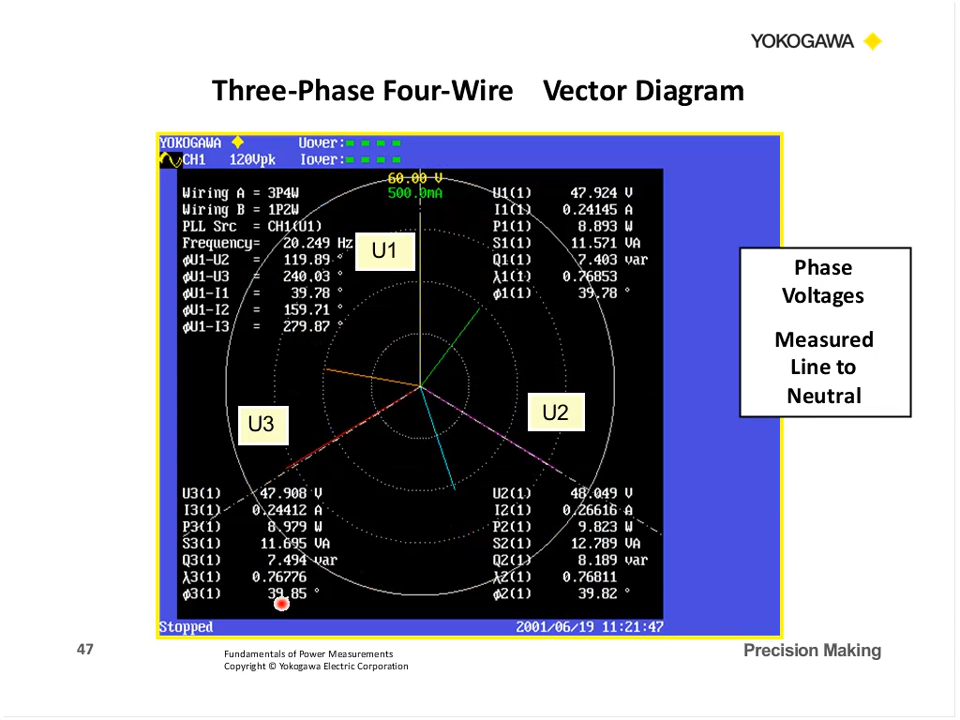 YOKOGAWA
Three-Phase Four-Wire Vector Diagram
YOKOGAWA Uover:
CH1 120Vpk Iover:
60.00 V
500.0mA
Wiring A = 3P4W
Wiring B = 1P2W
PLL Src = CH1(U1)
Frequency= 20.249 Hz
ϕU1-U2 = 119.89 °
ϕU1-U3 = 240.03 °
ϕU1-I1 = 39.78 °
ϕU1-I2 = 159.71 °
ϕU1-I3 = 279.87 °
U1(1) 47.924 V
I1(1) 0.24145 A
P1(1) 8.893 W
S1(1) 11.571 VA
Q1(1) 7.403 var
λ1(1) 0.76853
ϕ1(1) 39.78 °
U1
U3
U2
U3(1) 47.908 V
I3(1) 0.24412 A
P3(1) 8.979 W
S3(1) 11.695 VA
Q3(1) 7.494 var
λ3(1) 0.76776
ϕ3(1) 39.85 °
U2(1) 48.049 V
I2(1) 0.26616 A
P2(1) 9.823 W
S2(1) 12.789 VA
Q2(1) 8.189 var
λ2(1) 0.76811
ϕ2(1) 39.82 °
Stopped 2001/06/19 11:21:47
Phase
Voltages
Measured
Line to
Neutral
47
Fundamentals of Power Measurements
Copyright © Yokogawa Electric Corporation
Precision Making